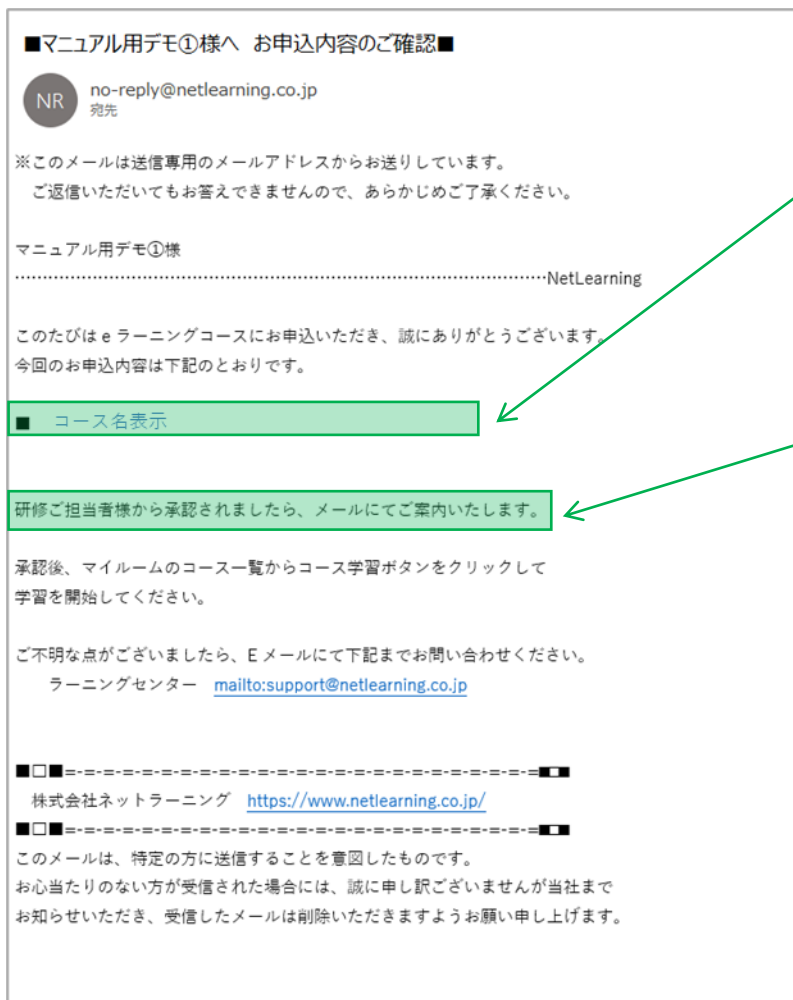 ■マニュアル用デモ①様へ お申込内容のご確認■
NR
no-reply@netlearning.co.jp
宛先
※このメールは送信専用のメールアドレスからお送りしています。
ご返信いただいてもお答えできませんので、あらかじめご了承ください。
マニュアル用デモ①様
‥‥‥‥‥‥‥‥‥‥‥‥‥‥‥‥‥‥‥‥‥‥‥‥‥‥‥‥‥‥‥‥‥‥‥‥‥‥‥‥‥‥‥‥NetLearning
このたびはｅラーニングコースにお申込いただき、誠にありがとうございます。
今回のお申込内容は下記のとおりです。
■ コース名表示
研修ご担当者様から承認されましたら、メールにてご案内いたします。
承認後、マイルームのコース一覧からコース学習ボタンをクリックして
学習を開始してください。
ご不明な点がございましたら、Ｅメールにて下記までお問い合わせください。
ラーニングセンター mailto:support@netlearning.co.jp
■□■=-=-=-=-=-=-=-=-=-=-=-=-=-=-=-=-=-=-=-=-=-=-=-=-=■□■
株式会社ネットラーニング https://www.netlearning.co.jp/
■□■=-=-=-=-=-=-=-=-=-=-=-=-=-=-=-=-=-=-=-=-=-=-=-=-=■□■
このメールは、特定の方に送信することを意図したものです。
お心当たりのない方が受信された場合には、誠に申し訳ございませんが当社まで
お知らせいただき、受信したメールは削除いただきますようお願い申し上げます。